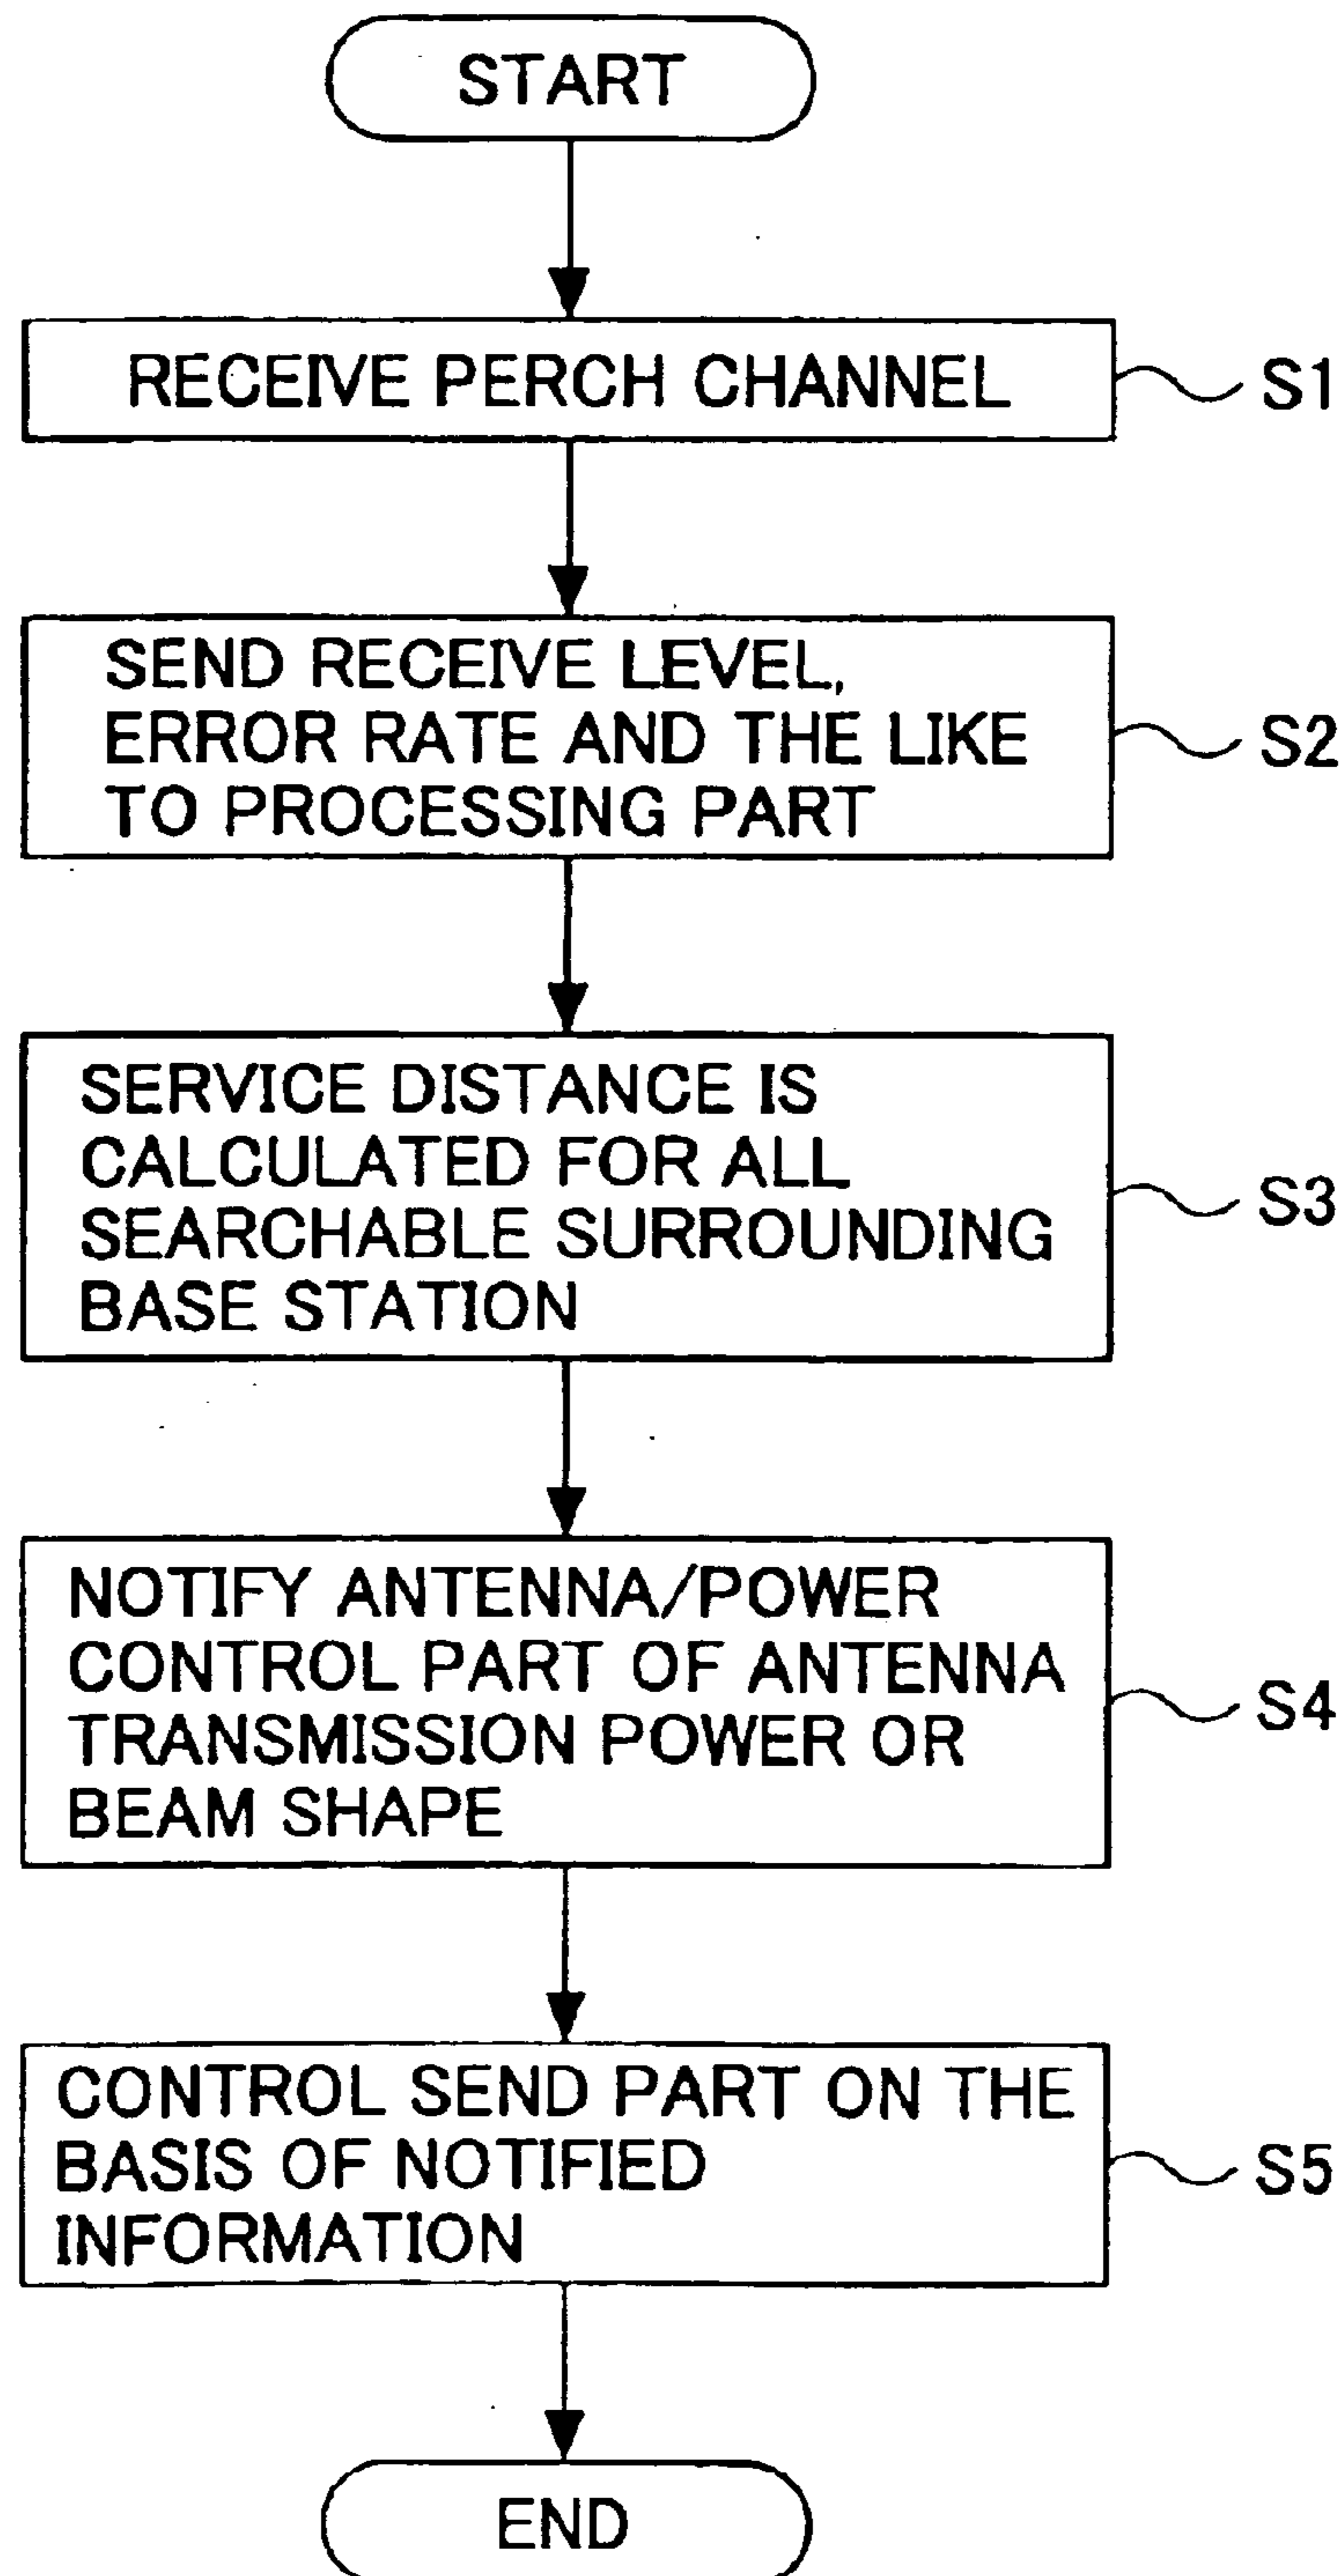 START
RECEIVE PERCH CHANNEL
S1
SEND RECEIVE LEVEL,
ERROR RATE AND THE LIKE
TO PROCESSING PART
S2
SERVICE DISTANCE IS
CALCULATED FOR ALL
SEARCHABLE SURROUNDING
BASE STATION
S3
NOTIFY ANTENNA/POWER
CONTROL PART OF ANTENNA
TRANSMISSION POWER OR
BEAM SHAPE
S4
CONTROL SEND PART ON THE
BASIS OF NOTIFIED
INFORMATION
S5
END